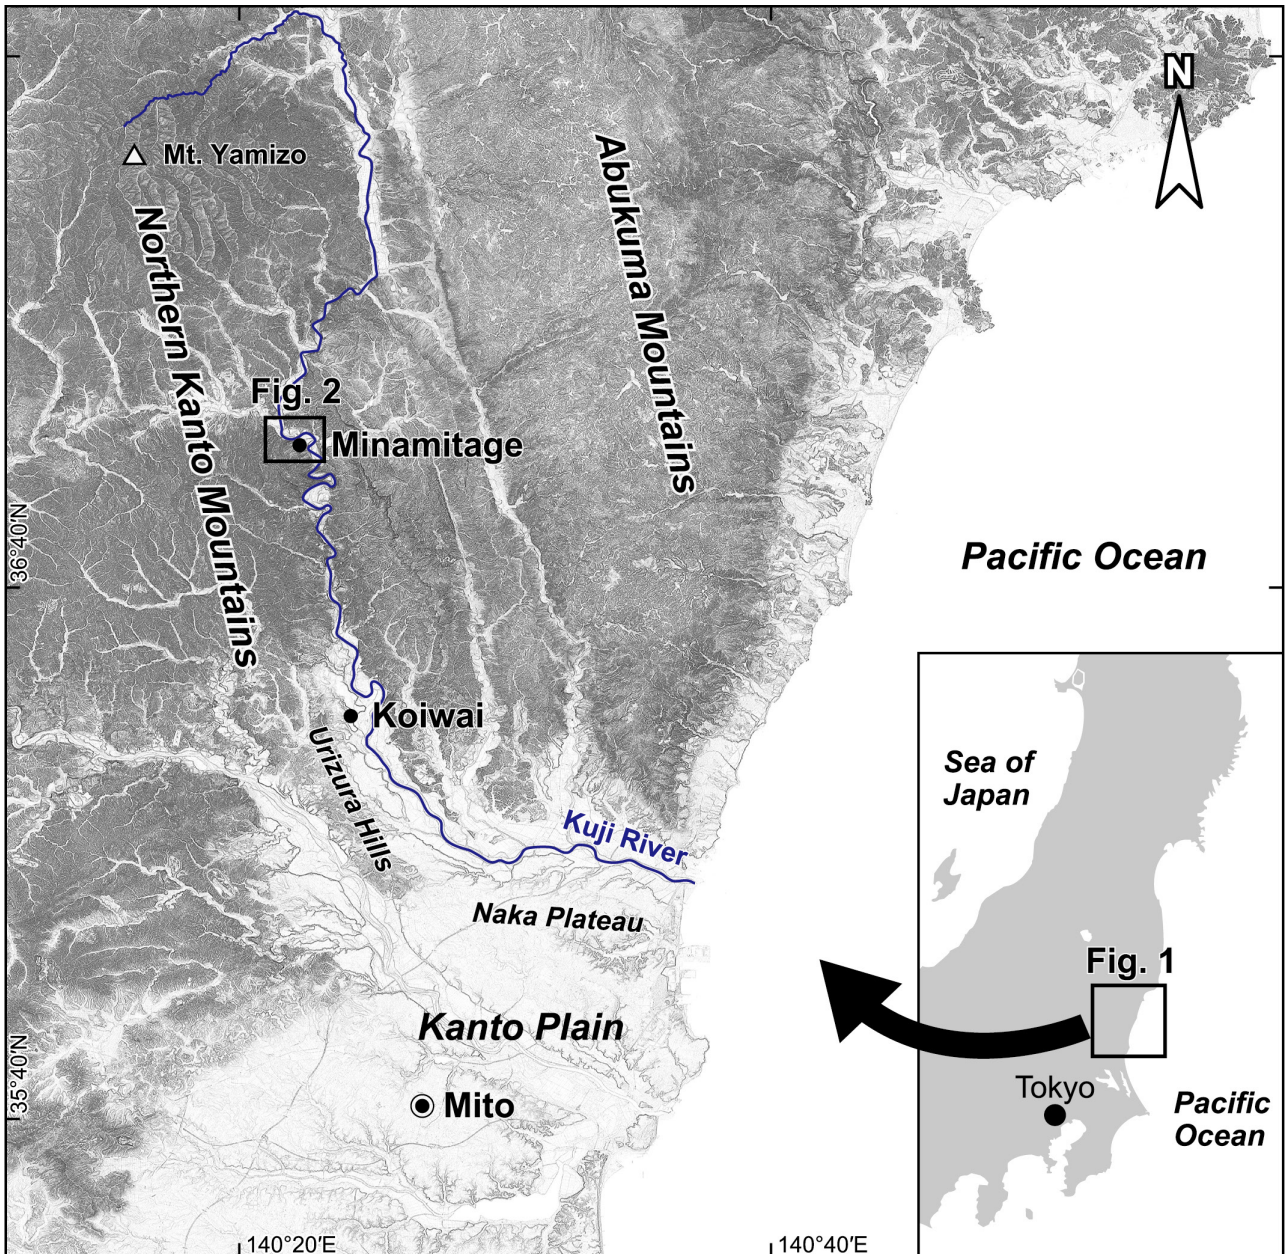 N
Mt. Yamizo
Northern Kanto Mountains
Abukuma Mountains
Fig. 2
Minamitage
36°40′N
Pacific Ocean
Koiwai
Urizura Hills
Kuji River
Naka Plateau
Kanto Plain
Mito
35°40′N
140°20′E
140°40′E
Sea of
Japan
Fig. 1
Tokyo
Pacific
Ocean